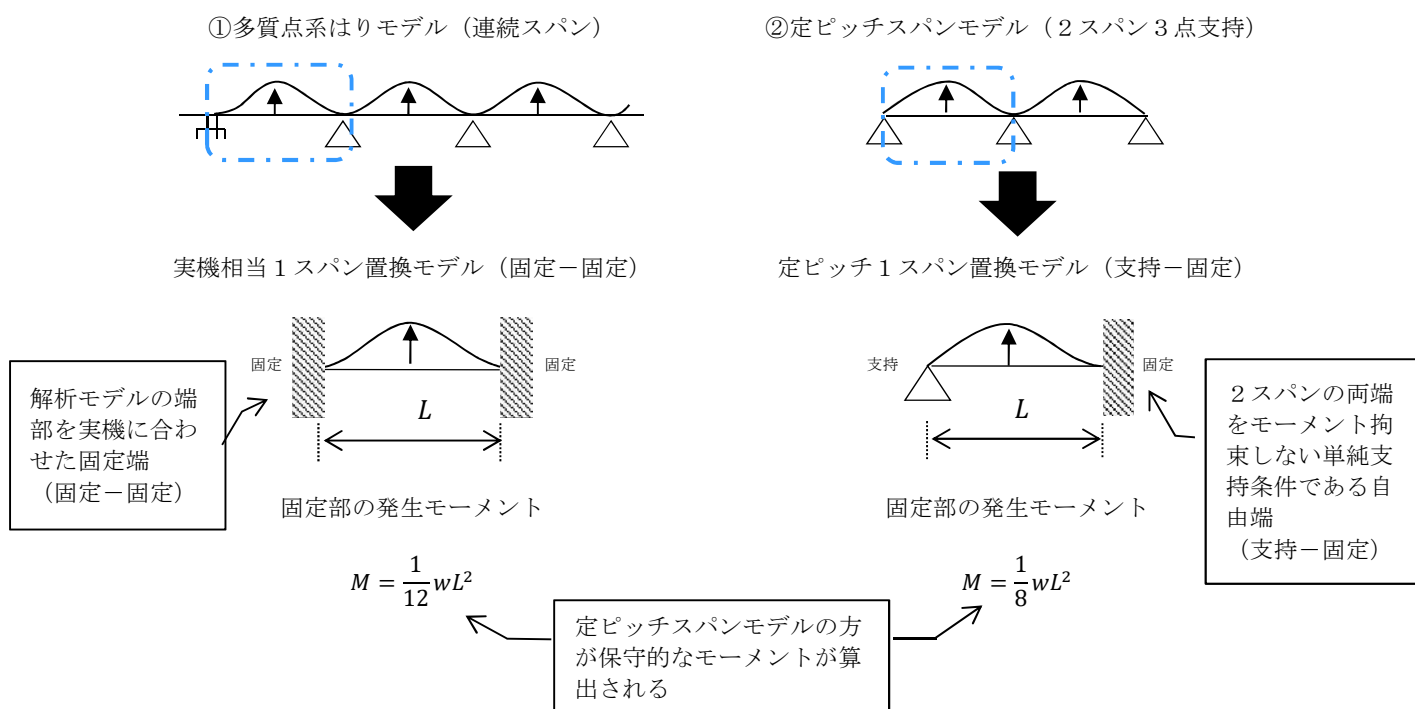 ①多質点系はりモデル（連続スパン）
②定ピッチスパンモデル（２スパン３点支持）
実機相当１スパン置換モデル（固定－固定）
定ピッチ１スパン置換モデル（支持－固定）
固定
固定
支持
固定
L
L
解析モデルの端
部を実機に合わ
せた固定端
（固定－固定）
２スパンの両端
をモーメント拘
束しない単純支
持条件である自
由端
（支持－固定）
固定部の発生モーメント
固定部の発生モーメント
M = 1/12 wL²
M = 1/8 wL²
定ピッチスパンモデルの方
が保守的なモーメントが算
出される